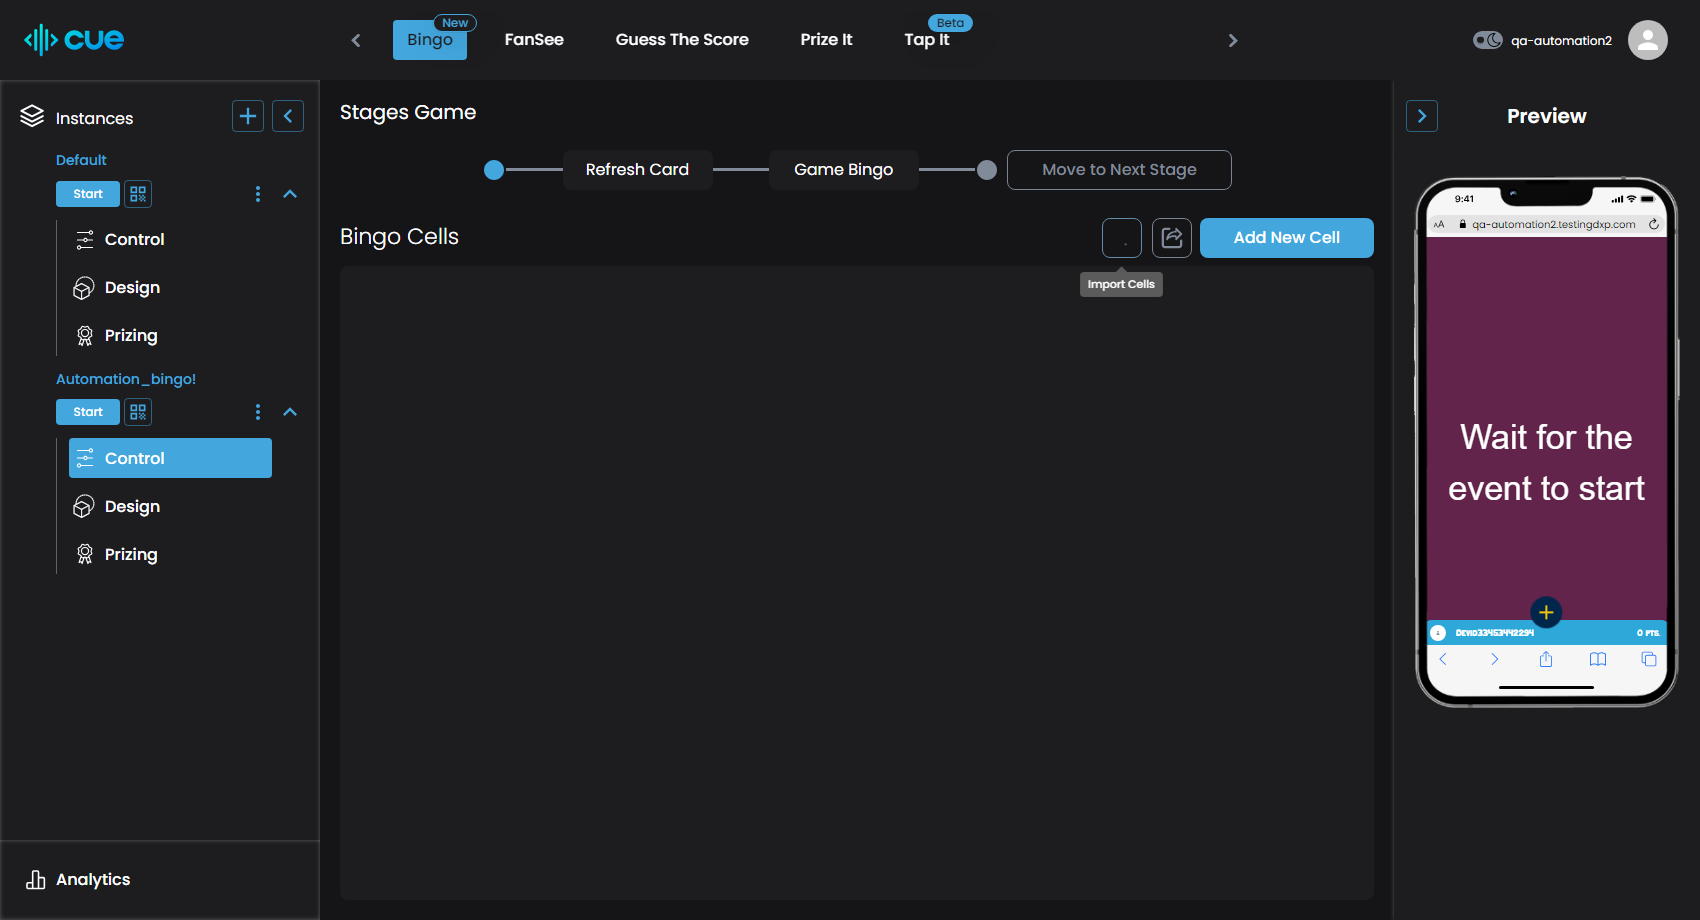 cue
Bingo
New
FanSee
Guess The Score
Prize It
Tap It
Beta
qa-automation2
Instances
Default
Start
Control
Design
Prizing
Automation_bingo!
Start
Control
Design
Prizing
Analytics
Stages Game
Refresh Card
Game Bingo
Move to Next Stage
Bingo Cells
Add New Cell
Import Cells
Preview
9:41
AA qa-automation2.testingdxp.com
Wait for the
event to start
0 PTS.